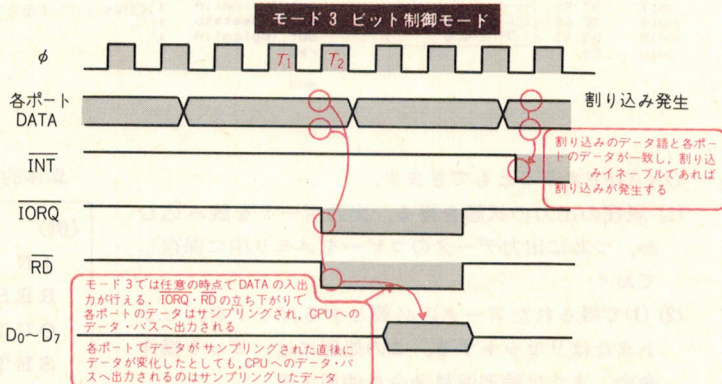 モード3 ビット制御モード
φ
T1 T2
各ポート
DATA
割り込み発生
INT
割り込みのデータ語と各ポー
トのデータが一致し，割り込
みイネーブルであれば
割り込みが発生する
IORQ
RD
モード3では任意の時点でDATAの入出
力が行える．IORQ・RDの立ち下がりで
各ポートのデータはサンプリングされ，CPUへの
データ・バスへ出力される
D0〜D7
各ポートでデータがサンプリングされた直後に
データが変化したとしても，CPUへのデータ・バ
スへ出力されるのはサンプリングしたデータ